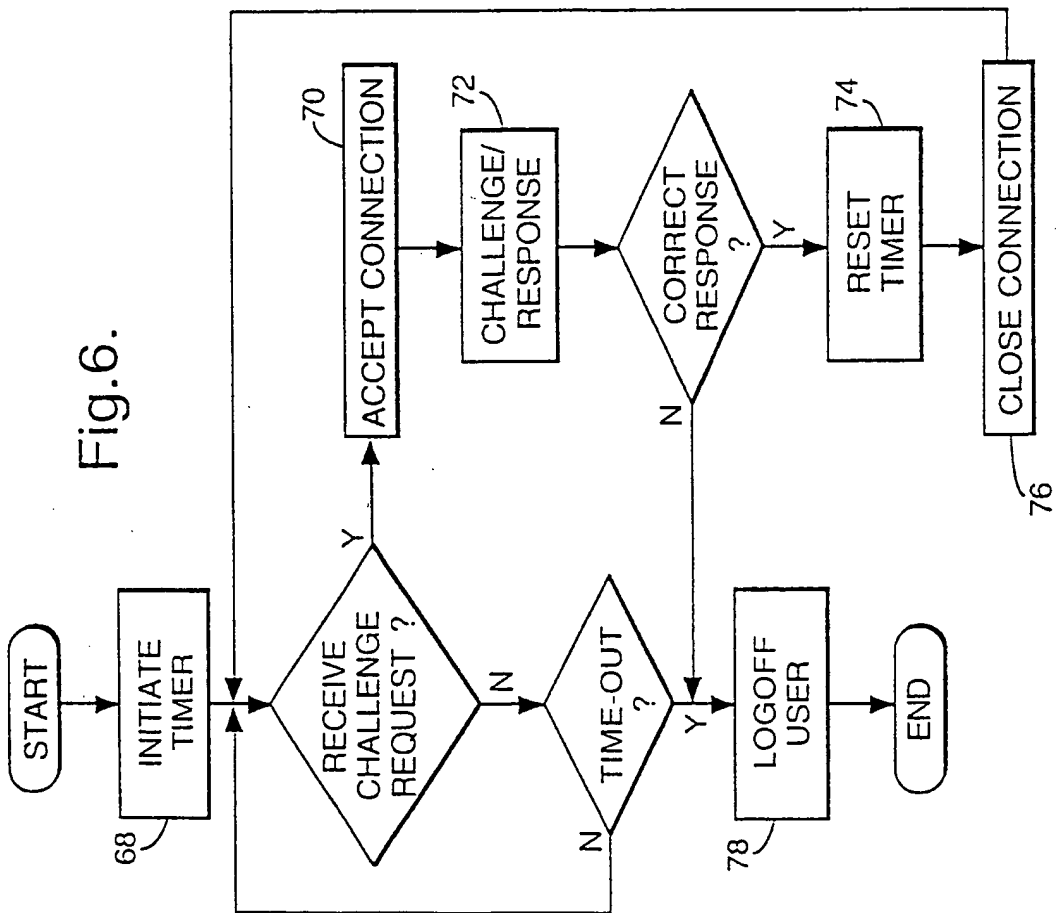 Fig.6.
START
INITIATE
TIMER
68
RECEIVE
CHALLENGE
REQUEST ?
Y
N
70
ACCEPT CONNECTION
72
CHALLENGE/
RESPONSE
CORRECT
RESPONSE
?
N
Y
74
RESET
TIMER
76
CLOSE CONNECTION
TIME-OUT
?
N
Y
78
LOGOFF
USER
END